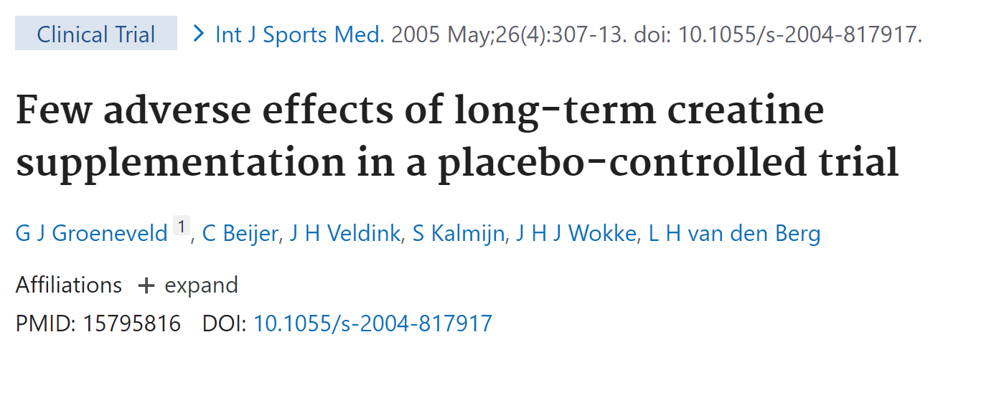 Clinical Trial > Int J Sports Med. 2005 May;26(4):307-13. doi: 10.1055/s-2004-817917.
Few adverse effects of long-term creatine
supplementation in a placebo-controlled trial
G J Groeneveld 1, C Beijer, J H Veldink, S Kalmijn, J H J Wokke, L H van den Berg
Affiliations + expand
PMID: 15795816 DOI: 10.1055/s-2004-817917